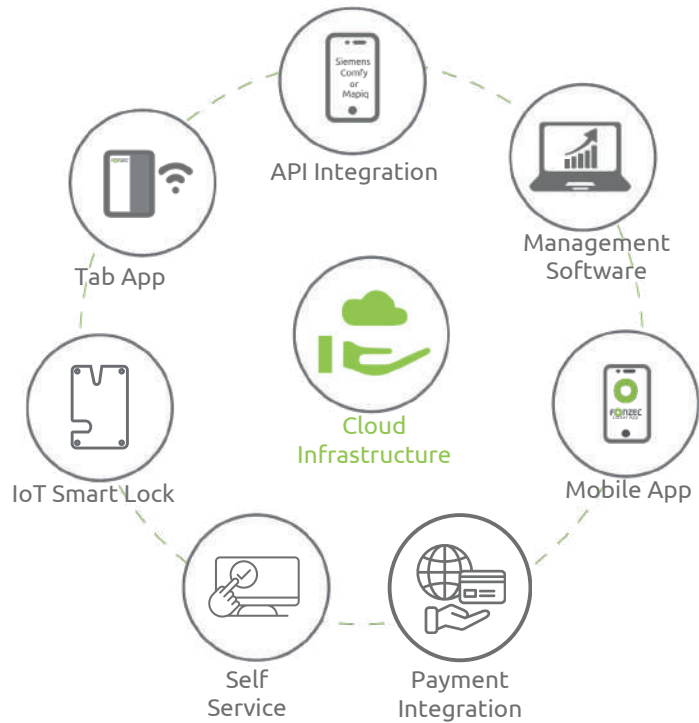 Siemens
Comfy
or
Mapiq
API Integration
Management
Software
FONZEC
Tab App
Cloud
Infrastructure
FONZEC
Mobile App
IoT Smart Lock
Self
Service
Payment
Integration